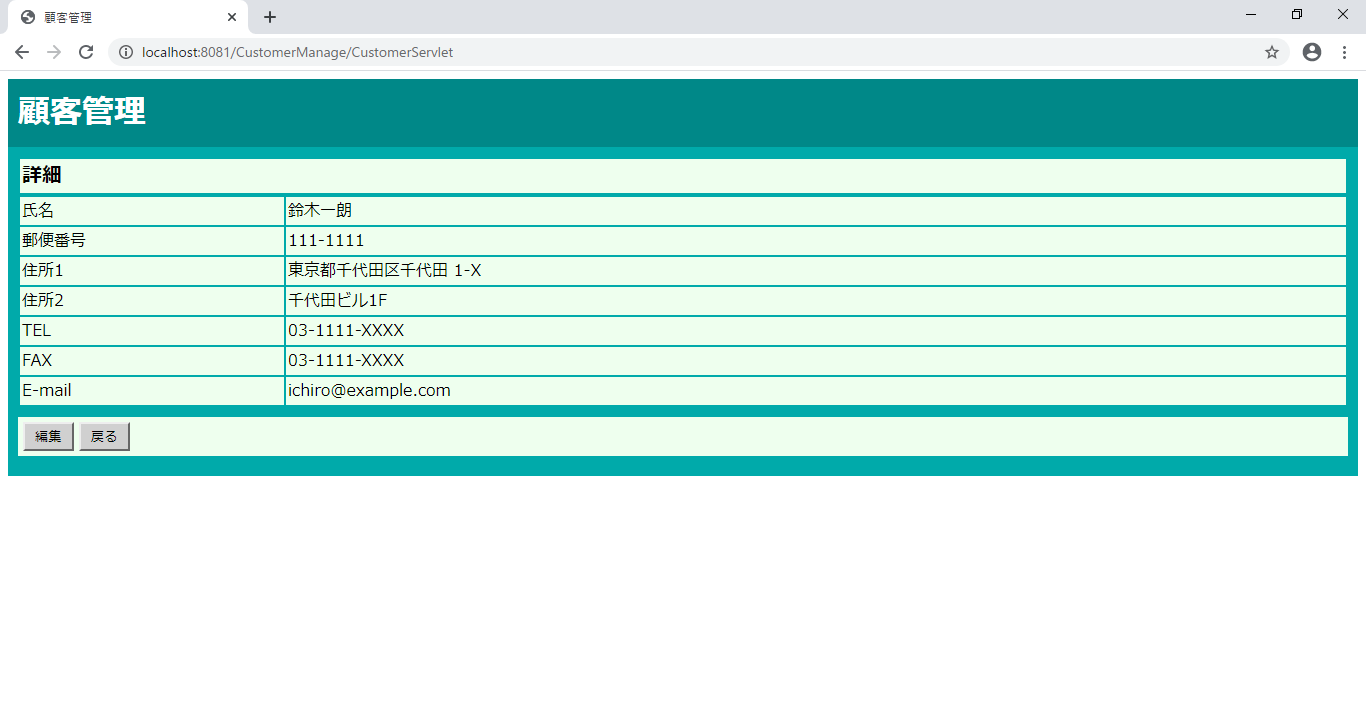 顧客管理
localhost:8081/CustomerManage/CustomerServlet
顧客管理
詳細
氏名 鈴木一朗
郵便番号 111-1111
住所1 東京都千代田区千代田 1-X
住所2 千代田ビル1F
TEL 03-1111-XXXX
FAX 03-1111-XXXX
E-mail ichiro@example.com
編集 戻る